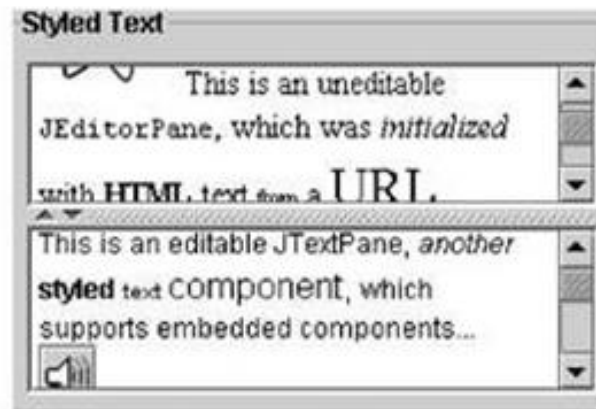 Styled Text
This is an uneditable
JEditorPane, which was initialized
with HTML text from a URL
This is an editable JTextPane, another
styled text component, which
supports embedded components...